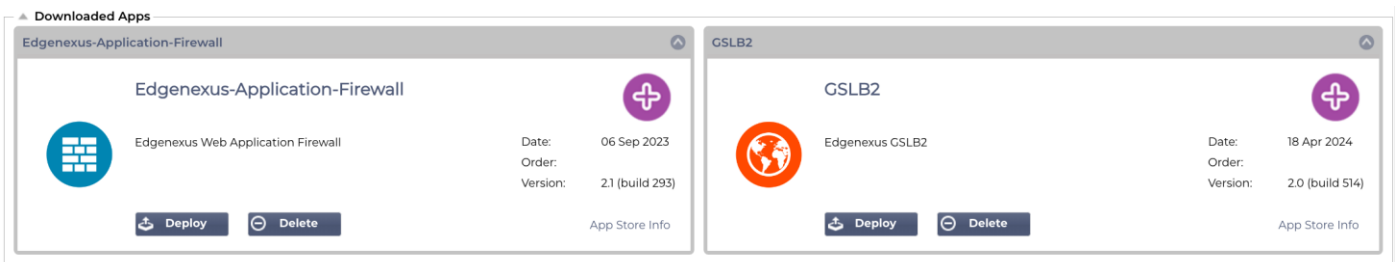 Downloaded Apps
Edgenexus-Application-Firewall
Edgenexus-Application-Firewall
Edgenexus Web Application Firewall
Date: 06 Sep 2023
Order:
Version: 2.1 (build 293)
Deploy Delete App Store Info
GSLB2
GSLB2
Edgenexus GSLB2
Date: 18 Apr 2024
Order:
Version: 2.0 (build 514)
Deploy Delete App Store Info